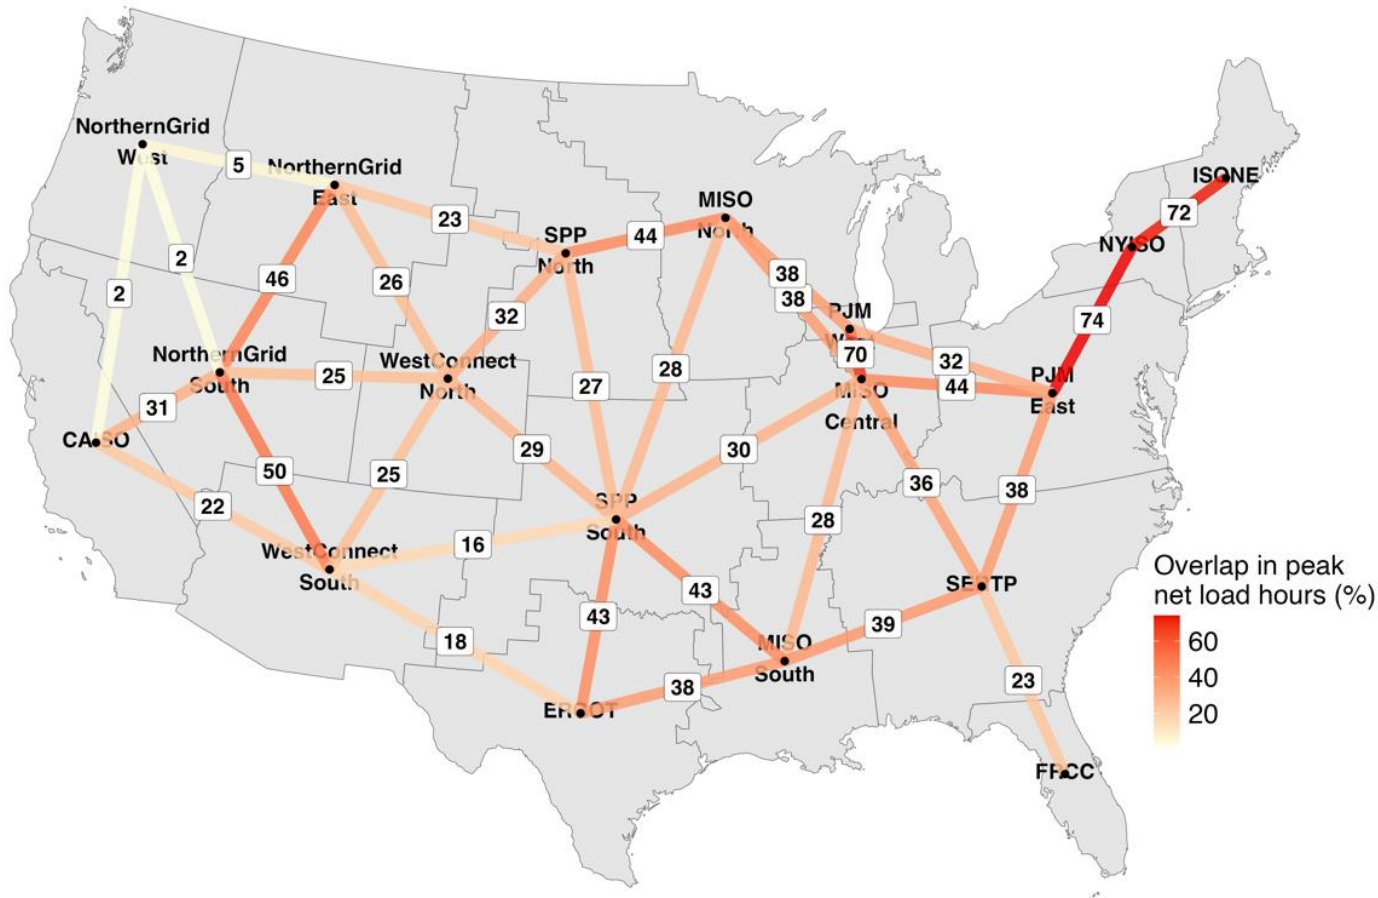 NorthernGrid
West
5
NorthernGrid
East
ISONE
72
MISO
North
23
SPP
North
44
NYISO
2
46
26
38
38
2
32
PJM
West
74
NorthernGrid
South
25
WestConnect
North
27
28
70
32
MISO
Central
44
PJM
East
31
CAISO
50
25
29
30
36
38
22
SPP
South
28
WestConnect
South
16
Overlap in peak
net load hours (%)
60
40
20
SERTP
43
43
39
18
MISO
South
38
23
ERCOT
FRCC